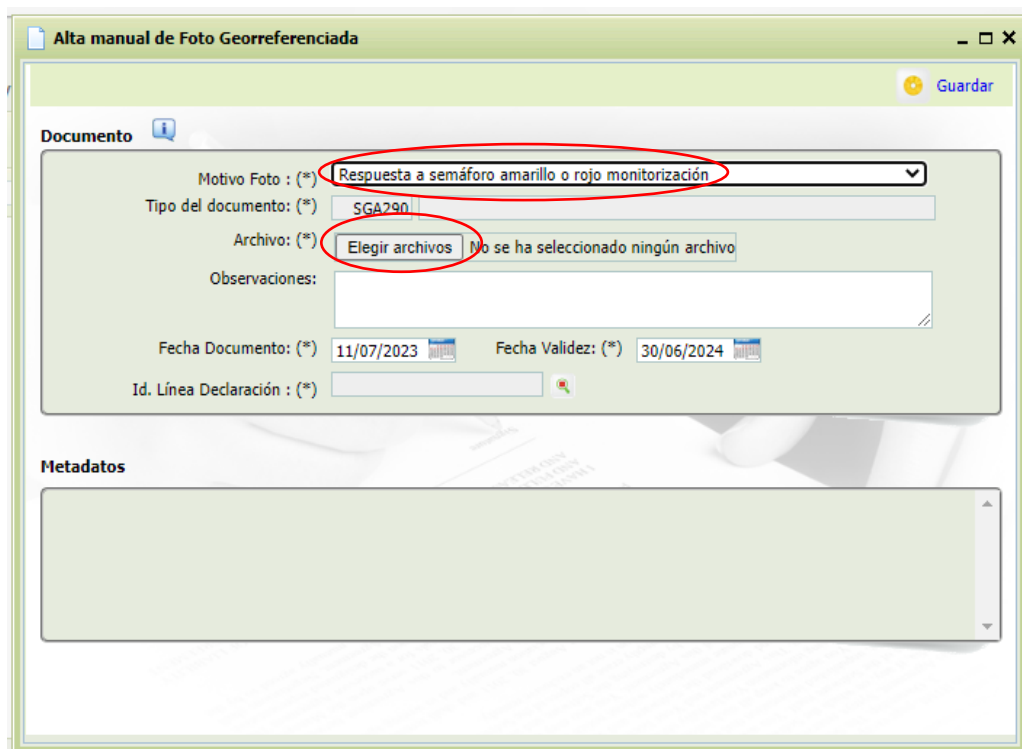 Alta manual de Foto Georreferenciada
Guardar
Documento
Motivo Foto : (*) Respuesta a semáforo amarillo o rojo monitorización
Tipo del documento: (*) SGA290
Archivo: (*) Elegir archivos No se ha seleccionado ningún archivo
Observaciones:
Fecha Documento: (*) 11/07/2023 Fecha Validez: (*) 30/06/2024
Id. Línea Declaración : (*)
Metadatos